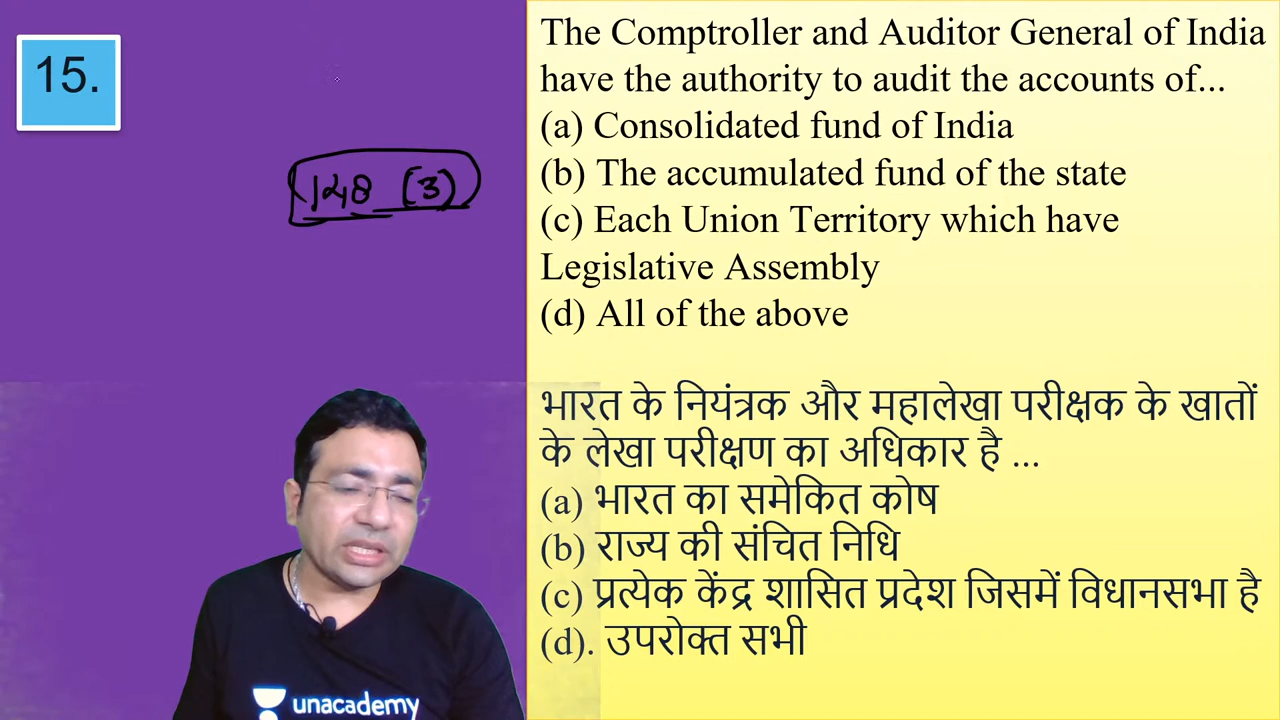 15.
148 (3)
The Comptroller and Auditor General of India
have the authority to audit the accounts of...
(a) Consolidated fund of India
(b) The accumulated fund of the state
(c) Each Union Territory which have
Legislative Assembly
(d) All of the above
भारत के नियंत्रक और महालेखा परीक्षक के खातों
के लेखा परीक्षण का अधिकार है ...
(a) भारत का समेकित कोष
(b) राज्य की संचित निधि
(c) प्रत्येक केंद्र शासित प्रदेश जिसमें विधानसभा है
(d). उपरोक्त सभी
unacademy